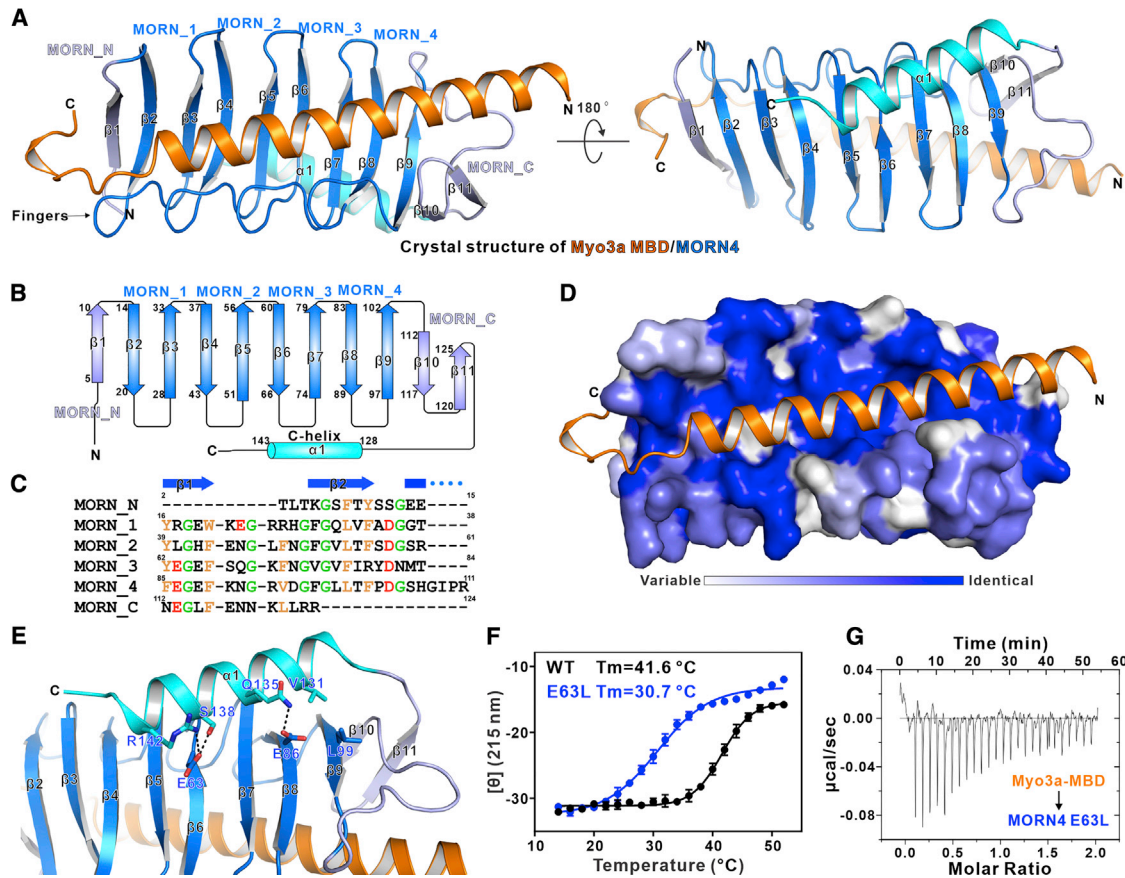 A
MORN_N
MORN_1
MORN_2
MORN_3
MORN_4
C
β1
β2
β3
β4
β5
β6
α1
β7
β8
β9
MORN_C
β11
β10
N
Fingers
N
180°
N
α1
β10
β11
C
β1
β2
β3
β4
β5
β6
β7
β8
β9
C
N
Crystal structure of Myo3a MBD/MORN4
B
MORN_1 MORN_2 MORN_3 MORN_4
10 14 33 37 56 60 79 83 102
MORN_C
112 125
β1 β2 β3 β4 β5 β6 β7 β8 β9 β10 β11
5 20 28 43 51 66 74 89 97 117 120
MORN_N
C-helix
N
C 143 α1 128
C
β1 β2
MORN_N 2 --------------TLTKGSFTYSSGEE---- 15
MORN_1 16 YRGEW-KEG-RRHGFGQLVFADGGT---- 38
MORN_2 39 YLGHF-ENG-LFNGFGVLTFSDGSR---- 61
MORN_3 62 YEGEF-SQG-KFNGVGVFIRYDNMT---- 84
MORN_4 85 FEGEF-KNG-RVDGFGLLTFPDGSHGIPR 111
MORN_C 112 NEGLF-ENN-KLLRR-------------- 124
D
C
N
Variable Identical
E
C
α1
Q135
V131
S138
R142
E63
E86
L99
β10
β11
β2
β3
β4
β5
β6
β7
β8
β9
F
WT Tm=41.6 °C
E63L Tm=30.7 °C
[θ] (215 nm)
-10
-20
-30
20 30 40 50
Temperature (°C)
G
Time (min)
0 10 20 30 40 50 60
µcal/sec
0.04
0.00
-0.04
-0.08
Myo3a-MBD
MORN4 E63L
0.0 0.5 1.0 1.5 2.0
Molar Ratio